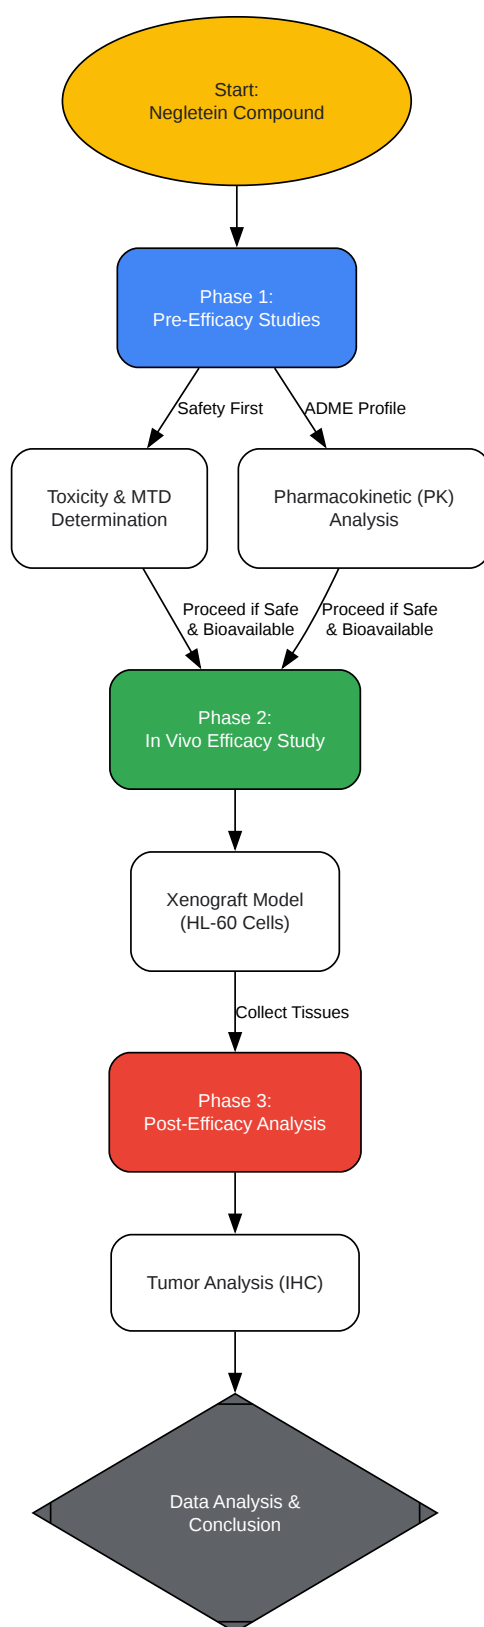 Start:
Negletein Compound
Phase 1:
Pre-Efficacy Studies
Safety First
ADME Profile
Toxicity & MTD
Determination
Pharmacokinetic (PK)
Analysis
Proceed if Safe
& Bioavailable
Proceed if Safe
& Bioavailable
Phase 2:
In Vivo Efficacy Study
Xenograft Model
(HL-60 Cells)
Collect Tissues
Phase 3:
Post-Efficacy Analysis
Tumor Analysis (IHC)
Data Analysis &
Conclusion